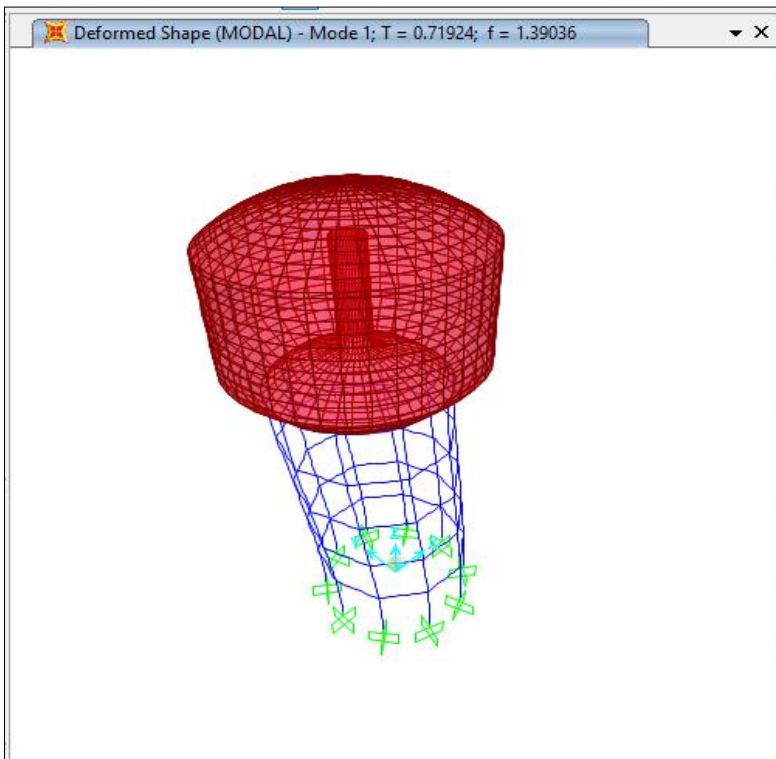 Deformed Shape (MODAL) - Mode 1; T = 0.71924; f = 1.39036